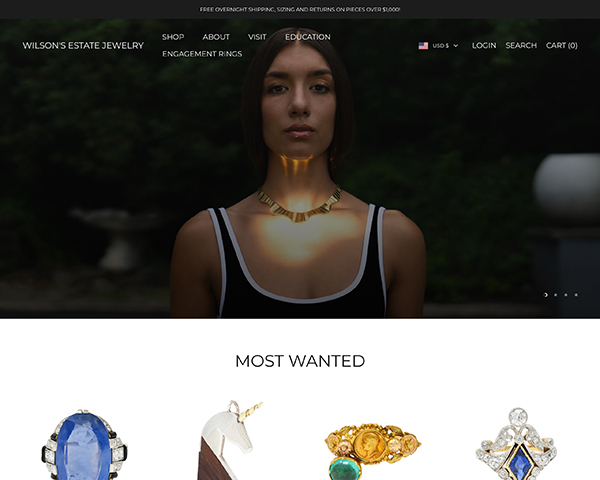 FREE OVERNIGHT SHIPPING, SIZING AND RETURNS ON PIECES OVER $1,000!
WILSON'S ESTATE JEWELRY
SHOP ABOUT VISIT EDUCATION
ENGAGEMENT RINGS
USD $
LOGIN SEARCH CART (0)
MOST WANTED